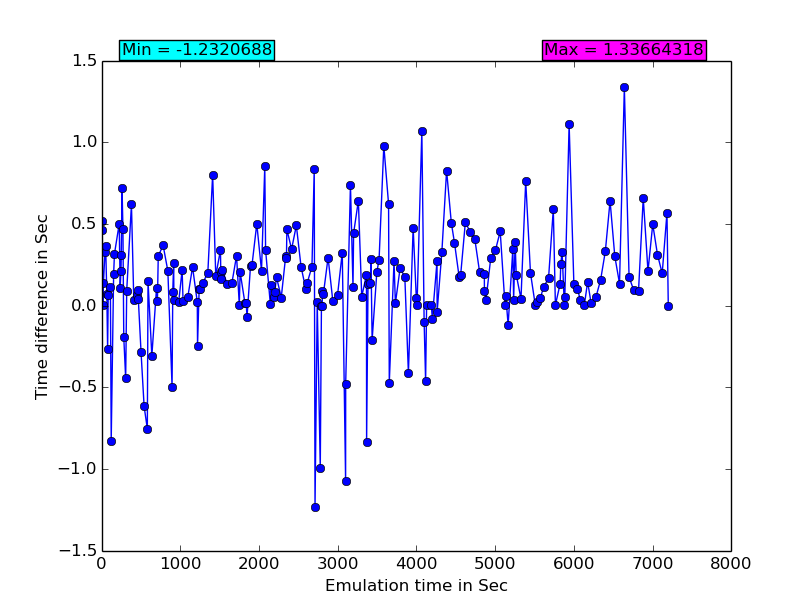 Min = -1.2320688
Max = 1.33664318
1.5
1.0
0.5
0.0
−0.5
−1.0
−1.5
Time difference in Sec
0 1000 2000 3000 4000 5000 6000 7000 8000
Emulation time in Sec